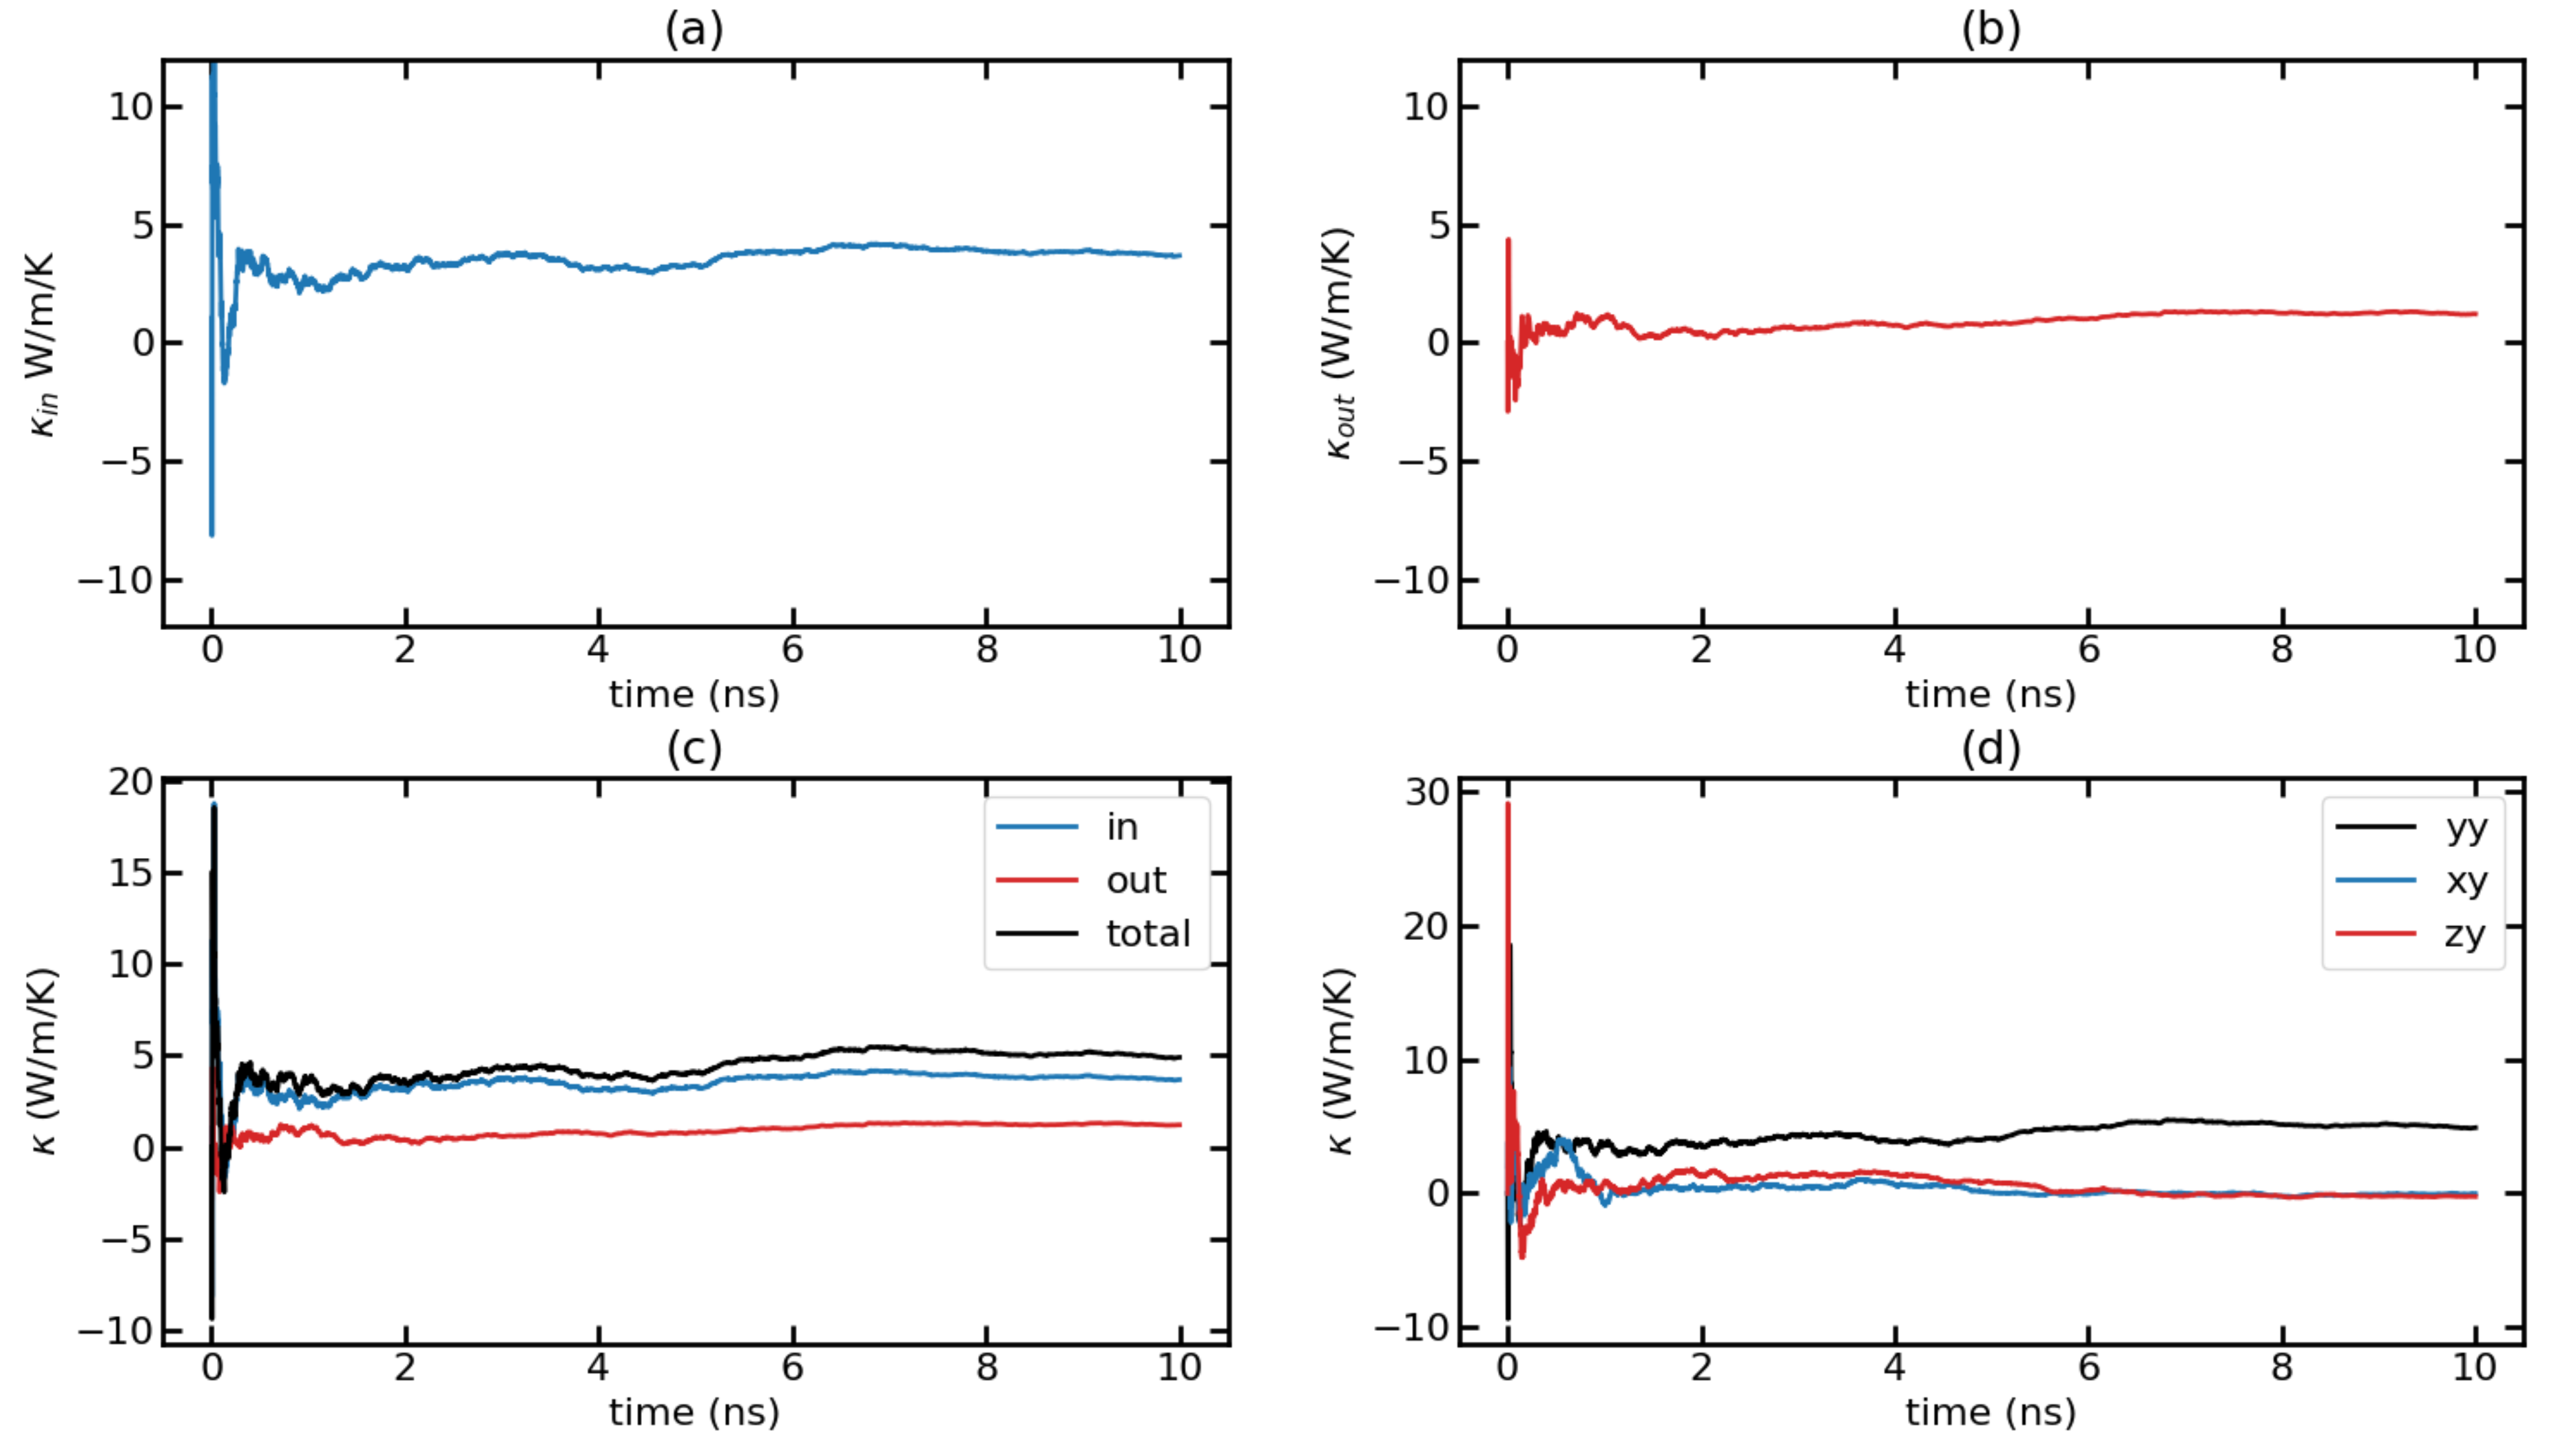 (a)
κin W/m/K
10
5
0
−5
−10
0 2 4 6 8 10
time (ns)
(b)
κout (W/m/K)
10
5
0
−5
−10
0 2 4 6 8 10
time (ns)
(c)
κ (W/m/K)
20
15
10
5
0
−5
−10
in
out
total
0 2 4 6 8 10
time (ns)
(d)
κ (W/m/K)
30
20
10
0
−10
yy
xy
zy
0 2 4 6 8 10
time (ns)